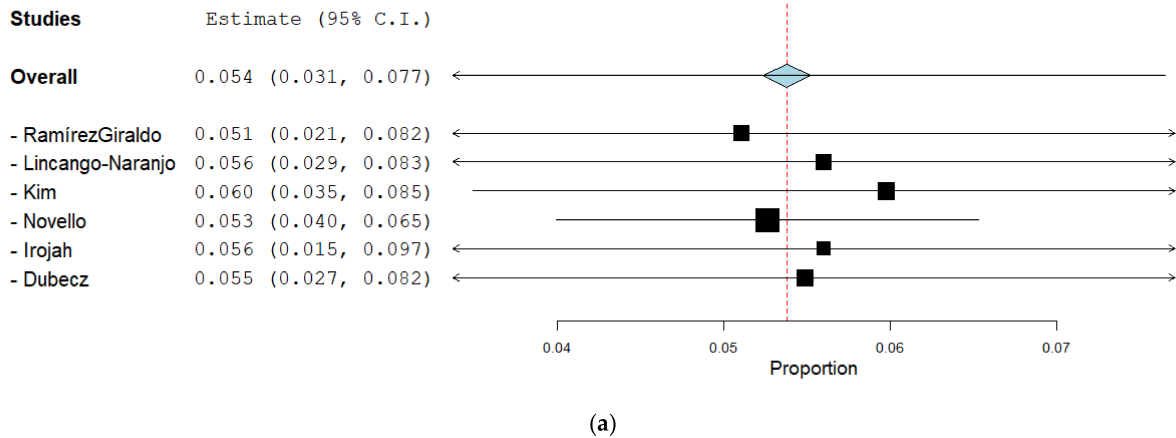 Studies Estimate (95% C.I.)
Overall 0.054 (0.031, 0.077)
- RamírezGiraldo 0.051 (0.021, 0.082)
- Lincango-Naranjo 0.056 (0.029, 0.083)
- Kim 0.060 (0.035, 0.085)
- Novello 0.053 (0.040, 0.065)
- Irojah 0.056 (0.015, 0.097)
- Dubecz 0.055 (0.027, 0.082)
0.04 0.05 0.06 0.07
Proportion
(a)